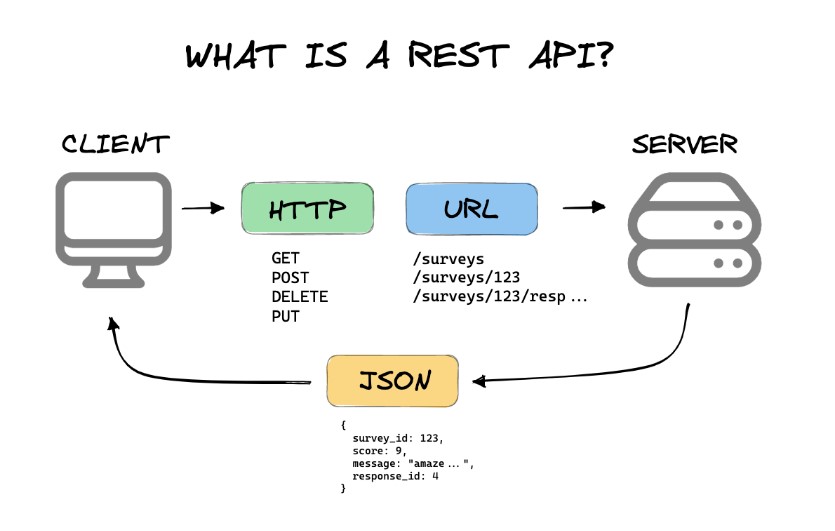 WHAT IS A REST API?
CLIENT
SERVER
HTTP
URL
GET
POST
DELETE
PUT
/surveys
/surveys/123
/surveys/123/resp...
JSON
{
survey_id: 123,
score: 9,
message: "amaze...",
response_id: 4
}